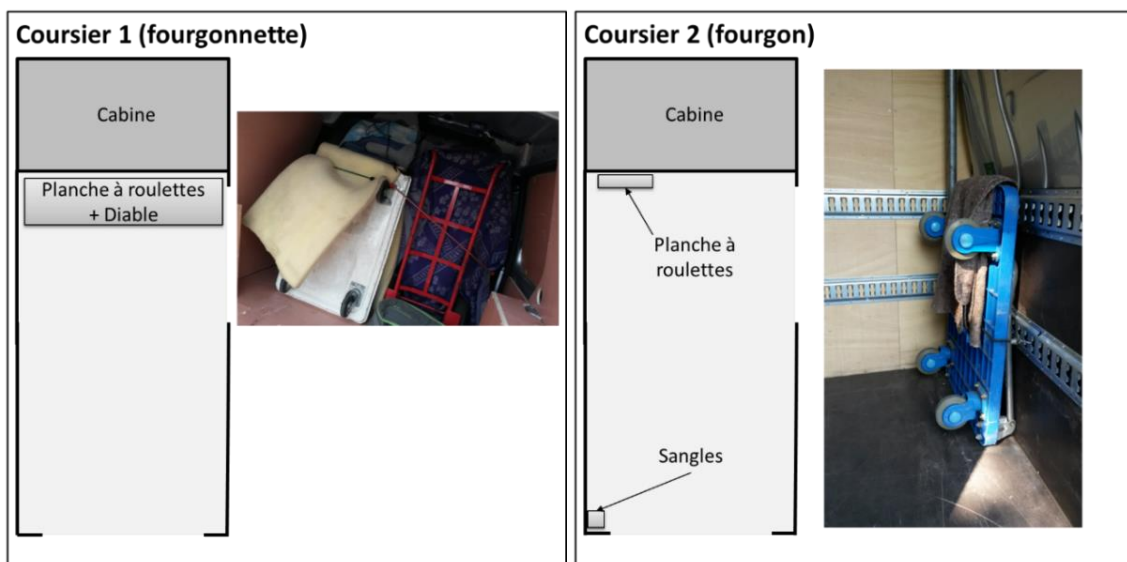 Coursier 1 (fourgonnette)
Cabine
Planche à roulettes
+ Diable
Coursier 2 (fourgon)
Cabine
Planche à
roulettes
Sangles